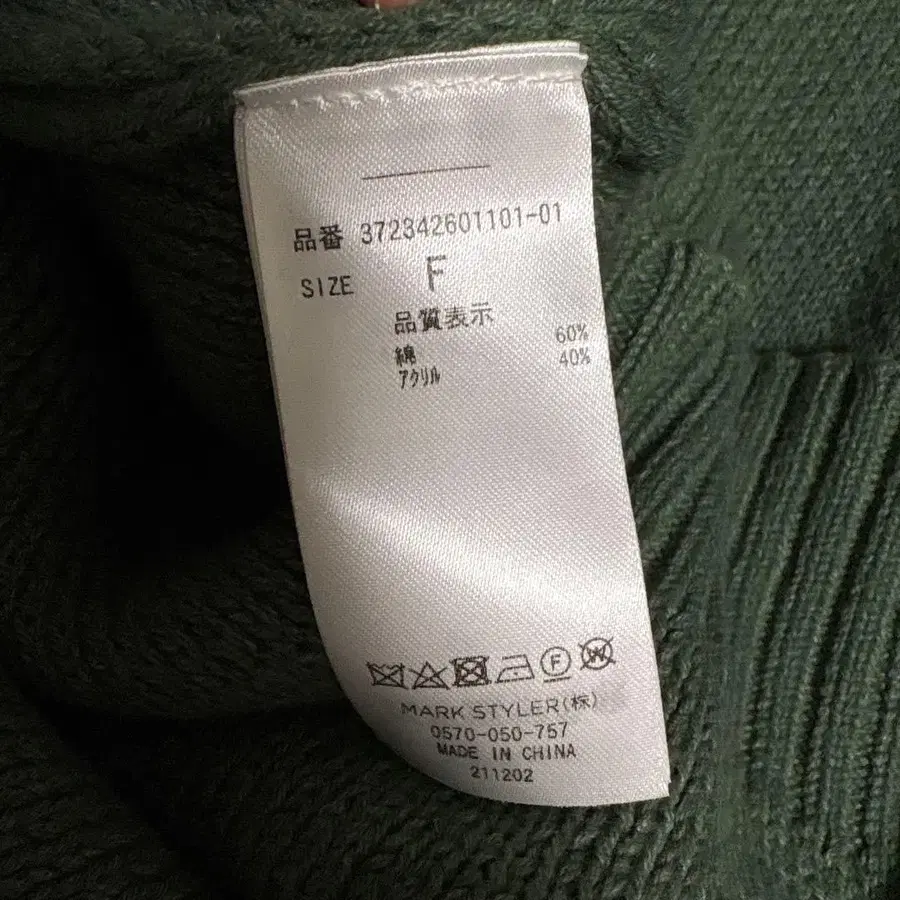 品番 372342601101-01
SIZE F
品質表示
綿 60%
アクリル 40%
F W
MARK STYLER(株)
0570-050-757
MADE IN CHINA
211202